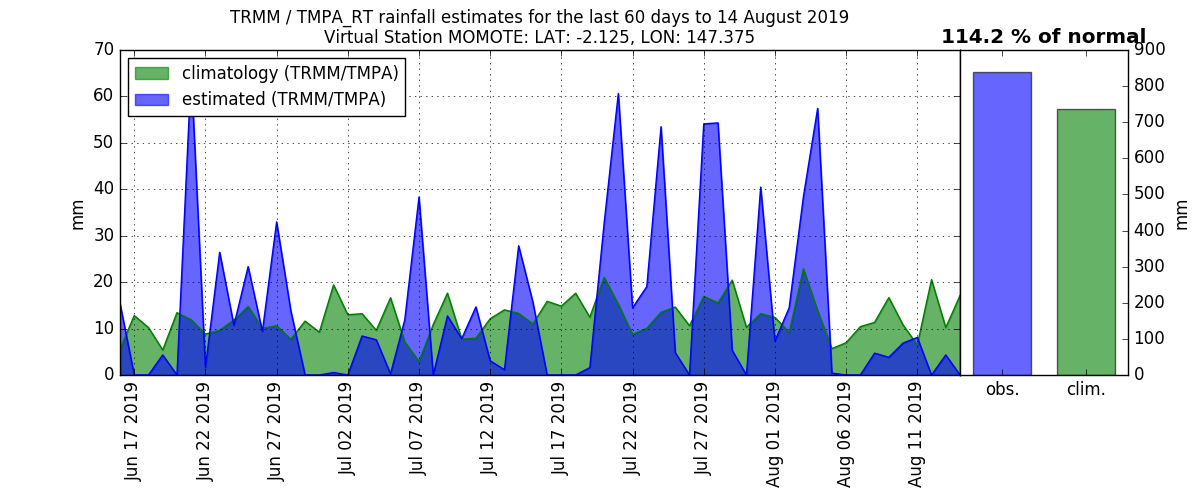 TRMM / TMPA_RT rainfall estimates for the last 60 days to 14 August 2019
Virtual Station MOMOTE: LAT: -2.125, LON: 147.375
114.2 % of normal
climatology (TRMM/TMPA)
estimated (TRMM/TMPA)
70
60
50
40
30
20
10
0
mm
Jun 17 2019
Jun 22 2019
Jun 27 2019
Jul 02 2019
Jul 07 2019
Jul 12 2019
Jul 17 2019
Jul 22 2019
Jul 27 2019
Aug 01 2019
Aug 06 2019
Aug 11 2019
obs.
clim.
900
800
700
600
500
400
300
200
100
0
mm